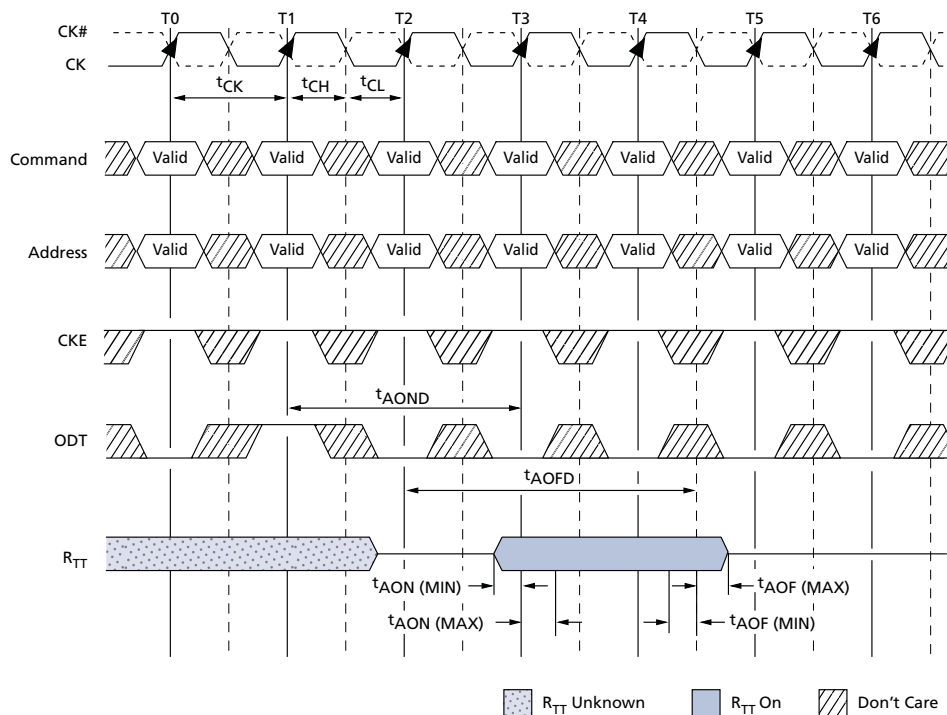 T0 T1 T2 T3 T4 T5 T6
CK#
CK
tCK tCH tCL
Command Valid Valid Valid Valid Valid Valid Valid
Address Valid Valid Valid Valid Valid Valid Valid
CKE
tAOND
ODT
tAOFD
RTT
tAON (MIN) tAOF (MAX)
tAON (MAX) tAOF (MIN)
RTT Unknown RTT On Don't Care